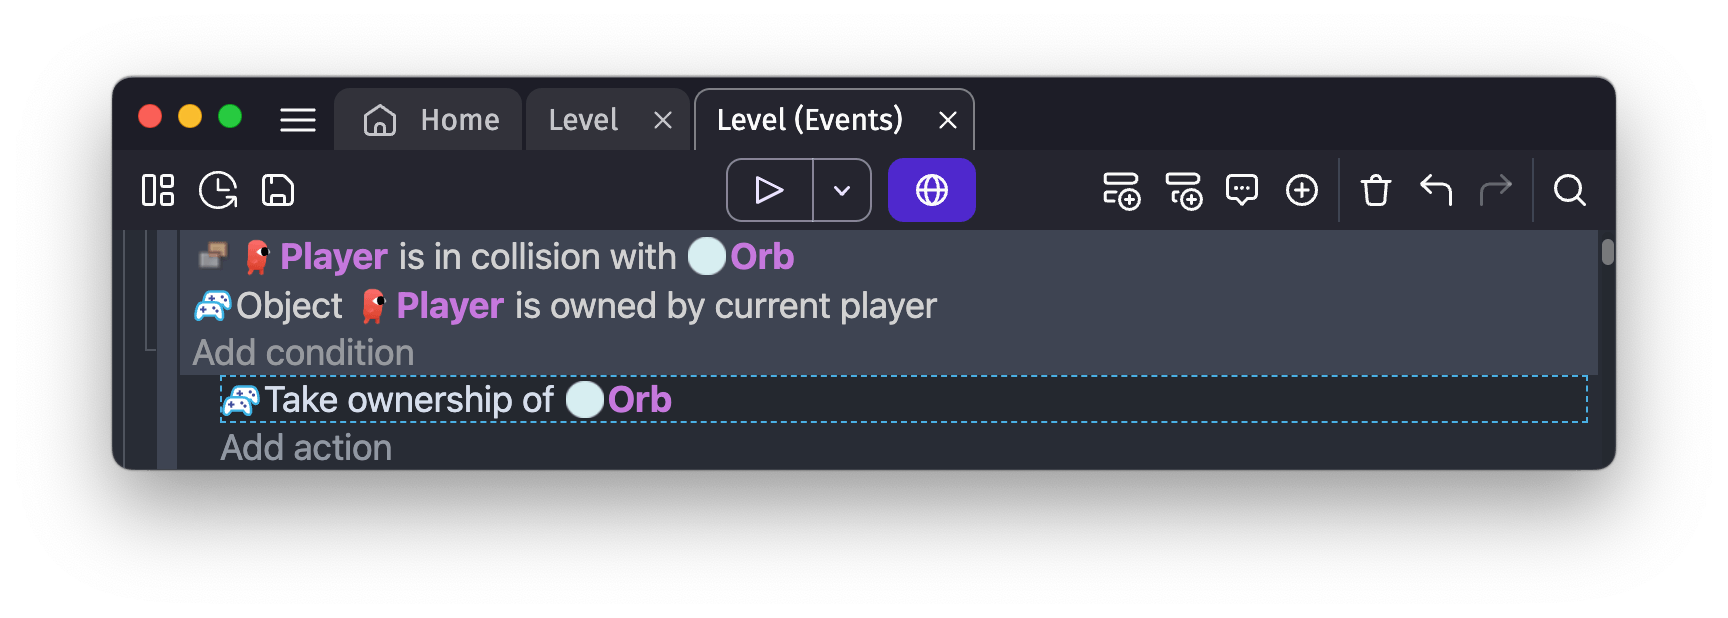 Home
Level
Level (Events)
Player is in collision with Orb
Object Player is owned by current player
Add condition
Take ownership of Orb
Add action